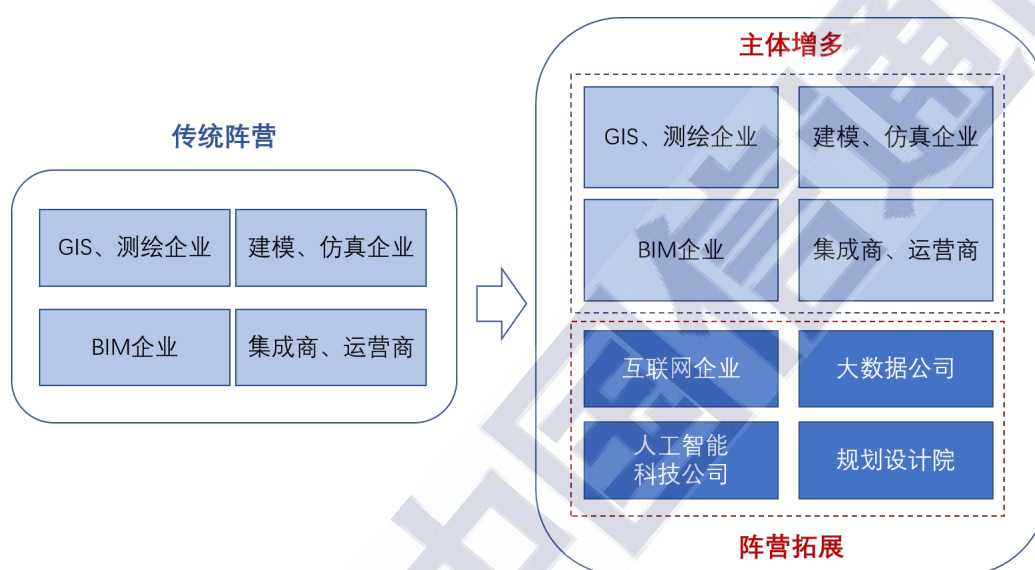 传统阵营
GIS、测绘企业
建模、仿真企业
BIM企业
集成商、运营商
主体增多
GIS、测绘企业
建模、仿真企业
BIM企业
集成商、运营商
互联网企业
大数据公司
人工智能
科技公司
规划设计院
阵营拓展
中国信通